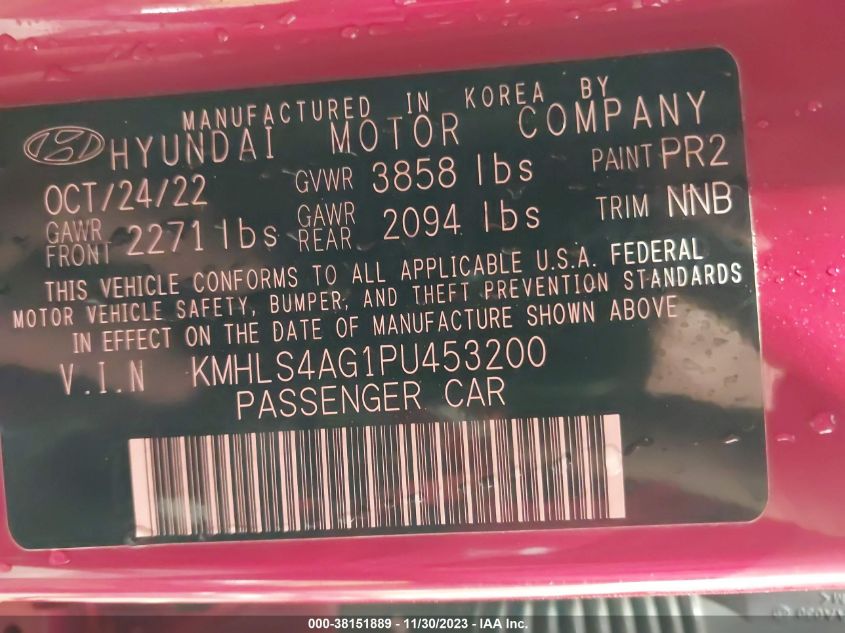 MANUFACTURED IN KOREA BY
HYUNDAI MOTOR COMPANY
OCT/24/22 GVWR 3858 lbs PAINT PR2
GAWR FRONT 2271 lbs GAWR REAR 2094 lbs TRIM NNB
THIS VEHICLE CONFORMS TO ALL APPLICABLE U.S.A. FEDERAL
MOTOR VEHICLE SAFETY, BUMPER, AND THEFT PREVENTION STANDARDS
IN EFFECT ON THE DATE OF MANUFACTURE SHOWN ABOVE
V.I.N KMHLS4AG1PU453200
PASSENGER CAR
000-38151889 - 11/30/2023 - IAA Inc.